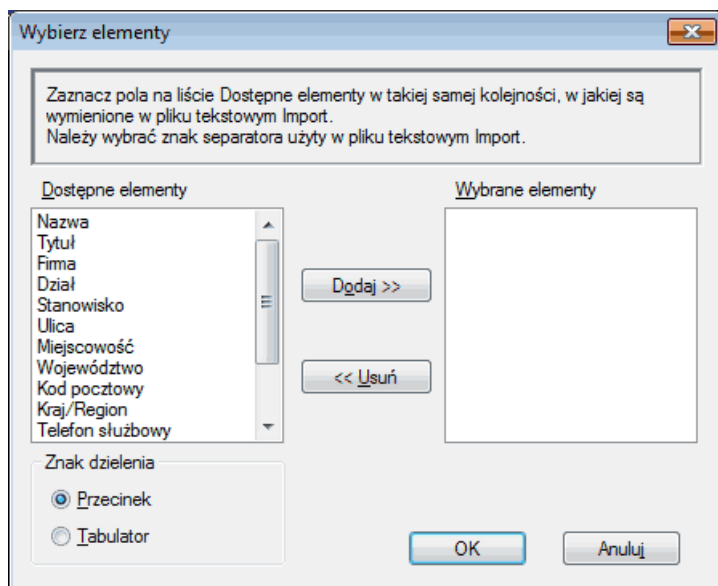 Wybierz elementy
Zaznacz pola na liście Dostępne elementy w takiej samej kolejności, w jakiej są
wymienione w pliku tekstowym Import.
Należy wybrać znak separatora użyty w pliku tekstowym Import.
Dostępne elementy
Wybrane elementy
Nazwa
Tytuł
Firma
Dział
Stanowisko
Ulica
Miejscowość
Województwo
Kod pocztowy
Kraj/Region
Telefon służbowy
Dodaj >>
<< Usuń
Znak dzielenia
Przecinek
Tabulator
OK
Anuluj